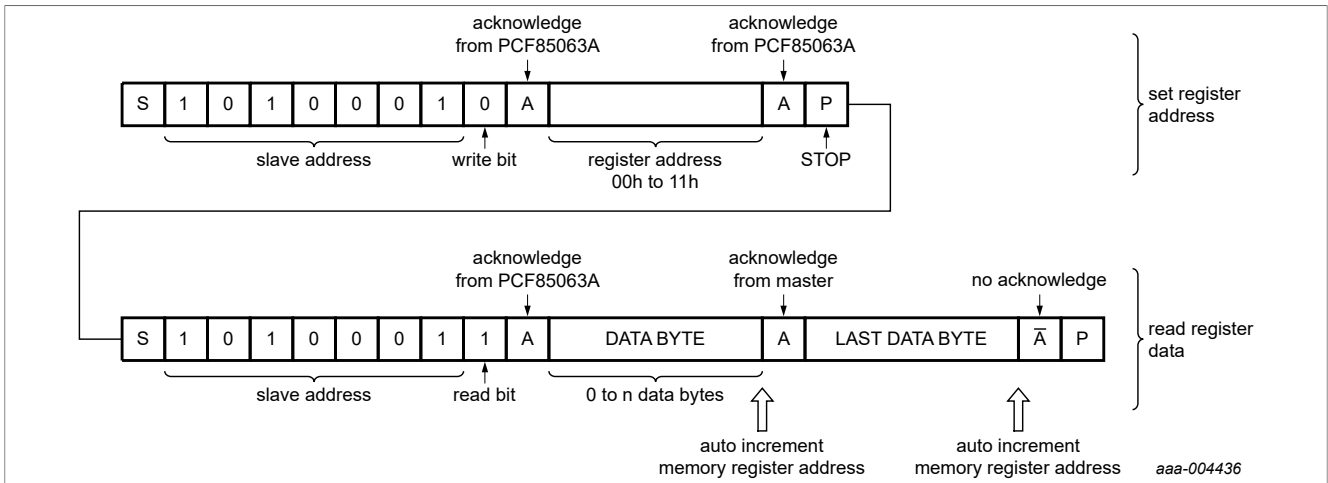 acknowledge
from PCF85063A
acknowledge
from PCF85063A
S 1 0 1 0 0 0 1 0 A A P
set register
address
slave address
write bit
register address
00h to 11h
STOP
acknowledge
from PCF85063A
acknowledge
from master
no acknowledge
S 1 0 1 0 0 0 1 1 A DATA BYTE A LAST DATA BYTE A̅ P
read register
data
slave address
read bit
0 to n data bytes
auto increment
memory register address
auto increment
memory register address
aaa-004436